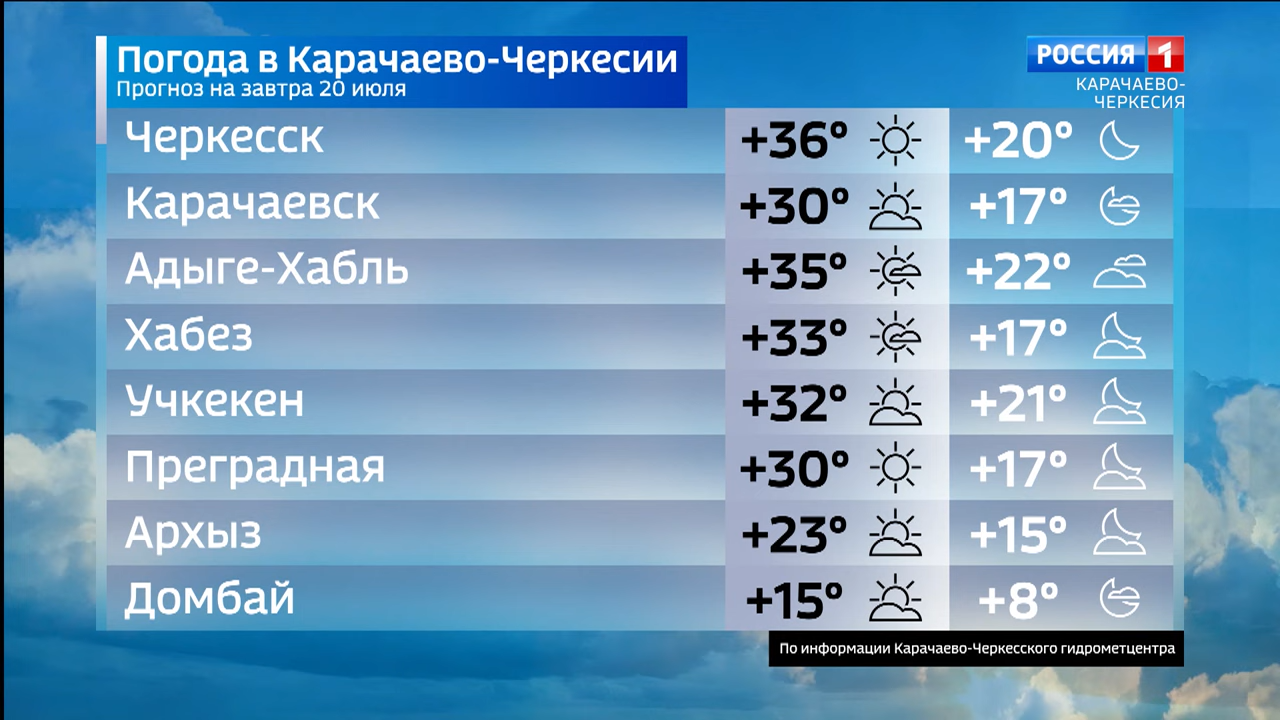 Погода в Карачаево-Черкесии
Прогноз на завтра 20 июля
РОССИЯ 1
КАРАЧАЕВО-
ЧЕРКЕСИЯ
Черкесск +36° +20°
Карачаевск +30° +17°
Адыге-Хабль +35° +22°
Хабез +33° +17°
Учкекен +32° +21°
Преградная +30° +17°
Архыз +23° +15°
Домбай +15° +8°
По информации Карачаево-Черкесского гидрометцентра